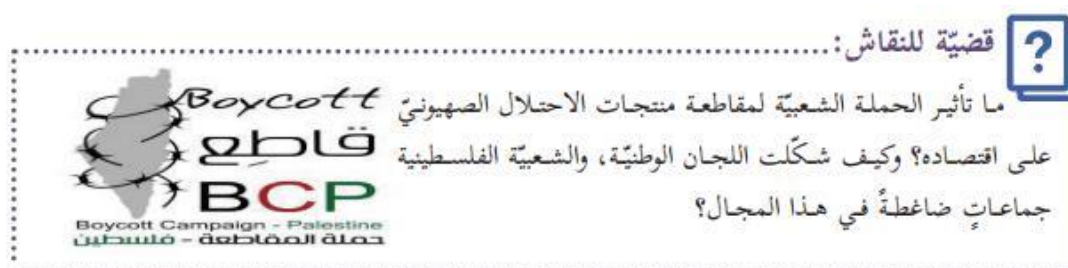 قضيّة للنقاش:
ما تأثير الحملة الشعبيّة لمقاطعة منتجات الاحتلال الصهيونيّ
على اقتصاده؟ وكيف شكّلت اللجان الوطنيّة، والشعبيّة الفلسطينية
جماعاتٍ ضاغطةً في هذا المجال؟
Boycott
قاطع
BCP
Boycott Campaign - Palestine
حملة المقاطعة - فلسطين